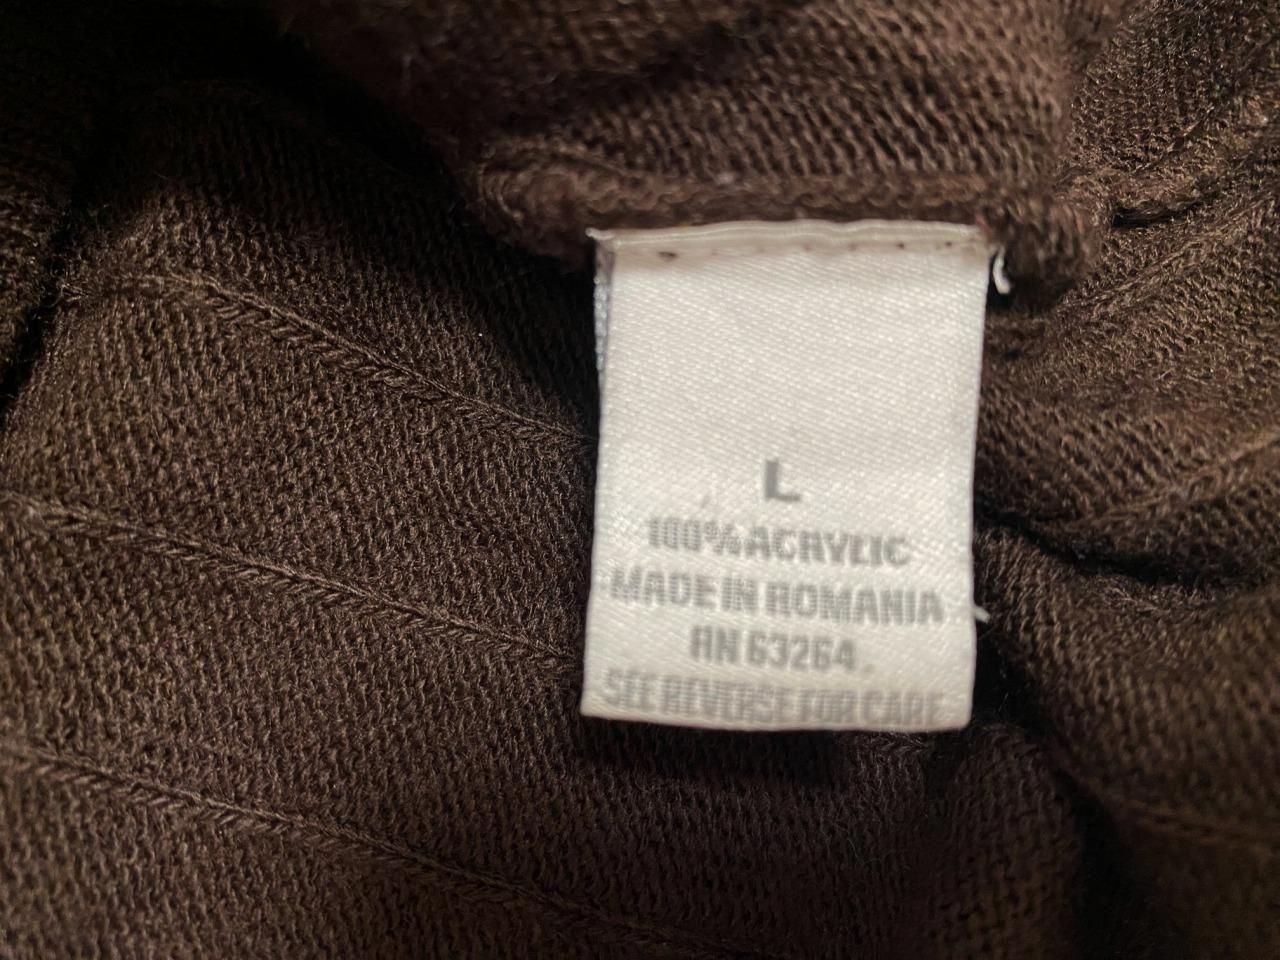 L
100% ACRYLIC
MADE IN ROMANIA
RN 63264
SEE REVERSE FOR CARE